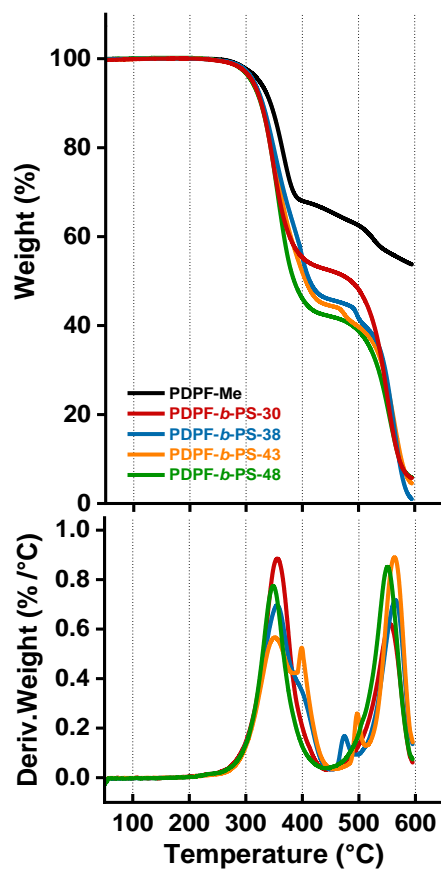 100
80
60
40
20
0
Weight (%)
PDPF-Me
PDPF-b-PS-30
PDPF-b-PS-38
PDPF-b-PS-43
PDPF-b-PS-48
1.0
0.8
0.6
0.4
0.2
0.0
Deriv.Weight (%/°C)
100 200 300 400 500 600
Temperature (°C)